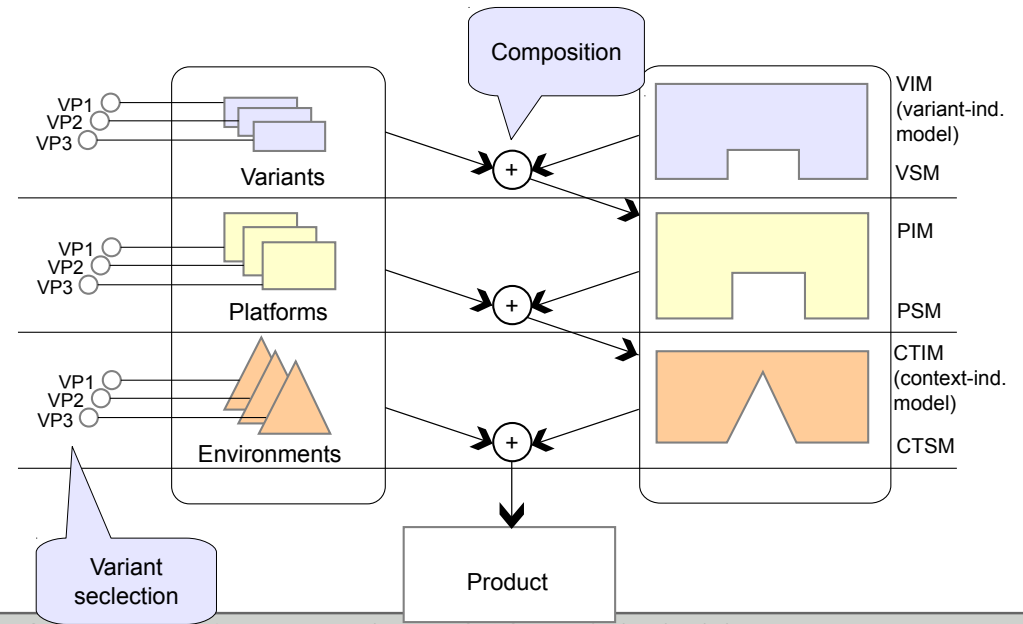 Composition
VP1
VP2
VP3
Variants
+
VIM
(variant-ind.
model)
VSM
VP1
VP2
VP3
Platforms
+
PIM
PSM
VP1
VP2
VP3
Environments
+
CTIM
(context-ind.
model)
CTSM
Variant
seclection
Product